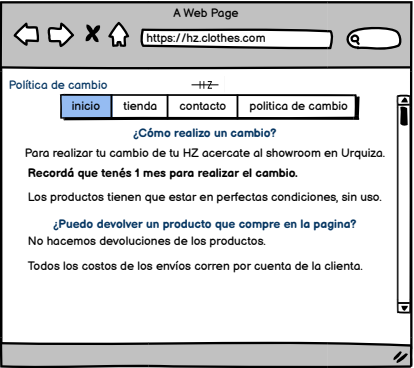 A Web Page
https://hz.clothes.com
Política de cambio
HZ
inicio tienda contacto politica de cambio
¿Cómo realizo un cambio?
Para realizar tu cambio de tu HZ acercate al showroom en Urquiza.
Recordá que tenés 1 mes para realizar el cambio.
Los productos tienen que estar en perfectas condiciones, sin uso.
¿Puedo devolver un producto que compre en la pagina?
No hacemos devoluciones de los productos.
Todos los costos de los envíos corren por cuenta de la clienta.